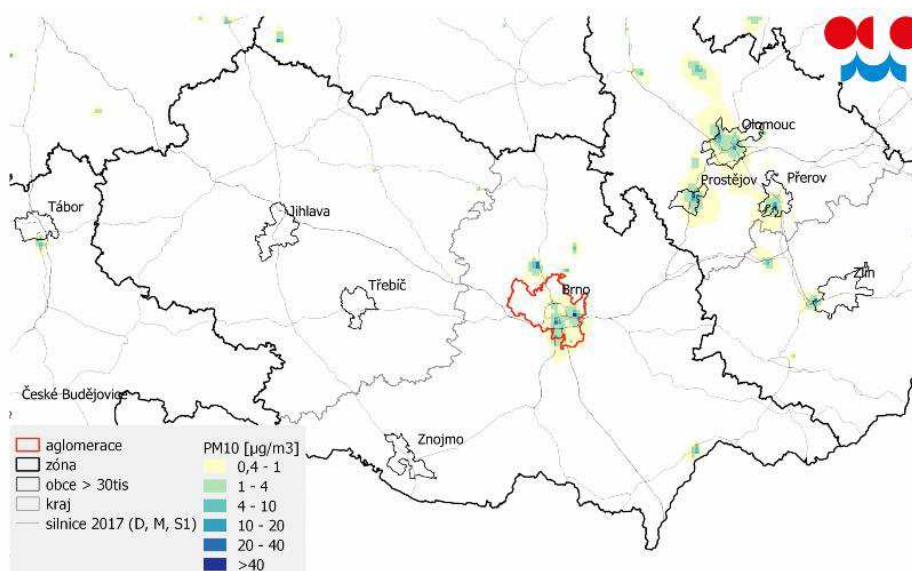 Olomouc
Prostějov
Přerov
Tábor
Jihlava
Zlín
Třebíč
Brno
České Budějovice
Znojmo
aglomerace
zóna
obce > 30tis
kraj
silnice 2017 (D, M, S1)
PM10 [µg/m3]
0,4 - 1
1 - 4
4 - 10
10 - 20
20 - 40
>40